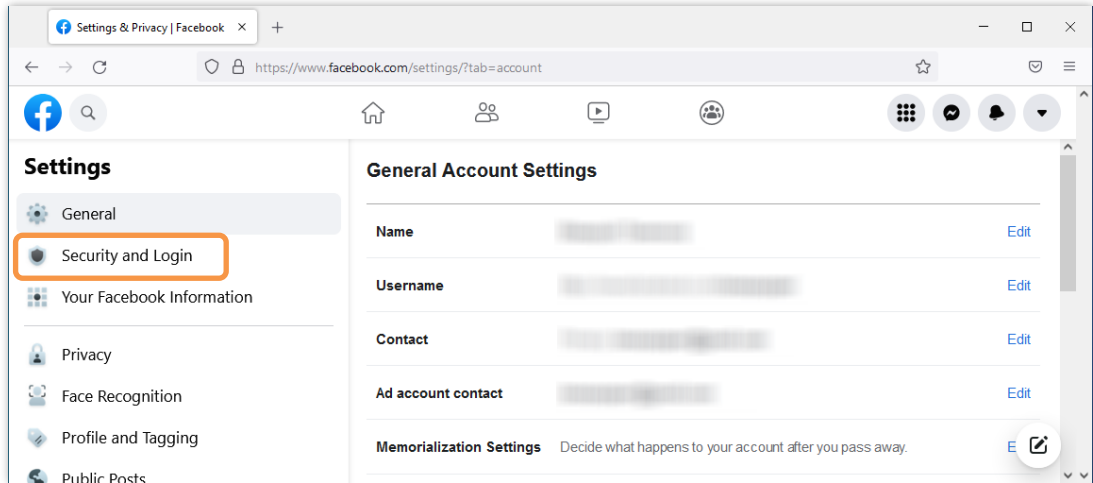 Settings & Privacy | Facebook
https://www.facebook.com/settings/?tab=account
Settings
General
Security and Login
Your Facebook Information
Privacy
Face Recognition
Profile and Tagging
Public Posts
General Account Settings
Name Edit
Username Edit
Contact Edit
Ad account contact Edit
Memorialization Settings Decide what happens to your account after you pass away.